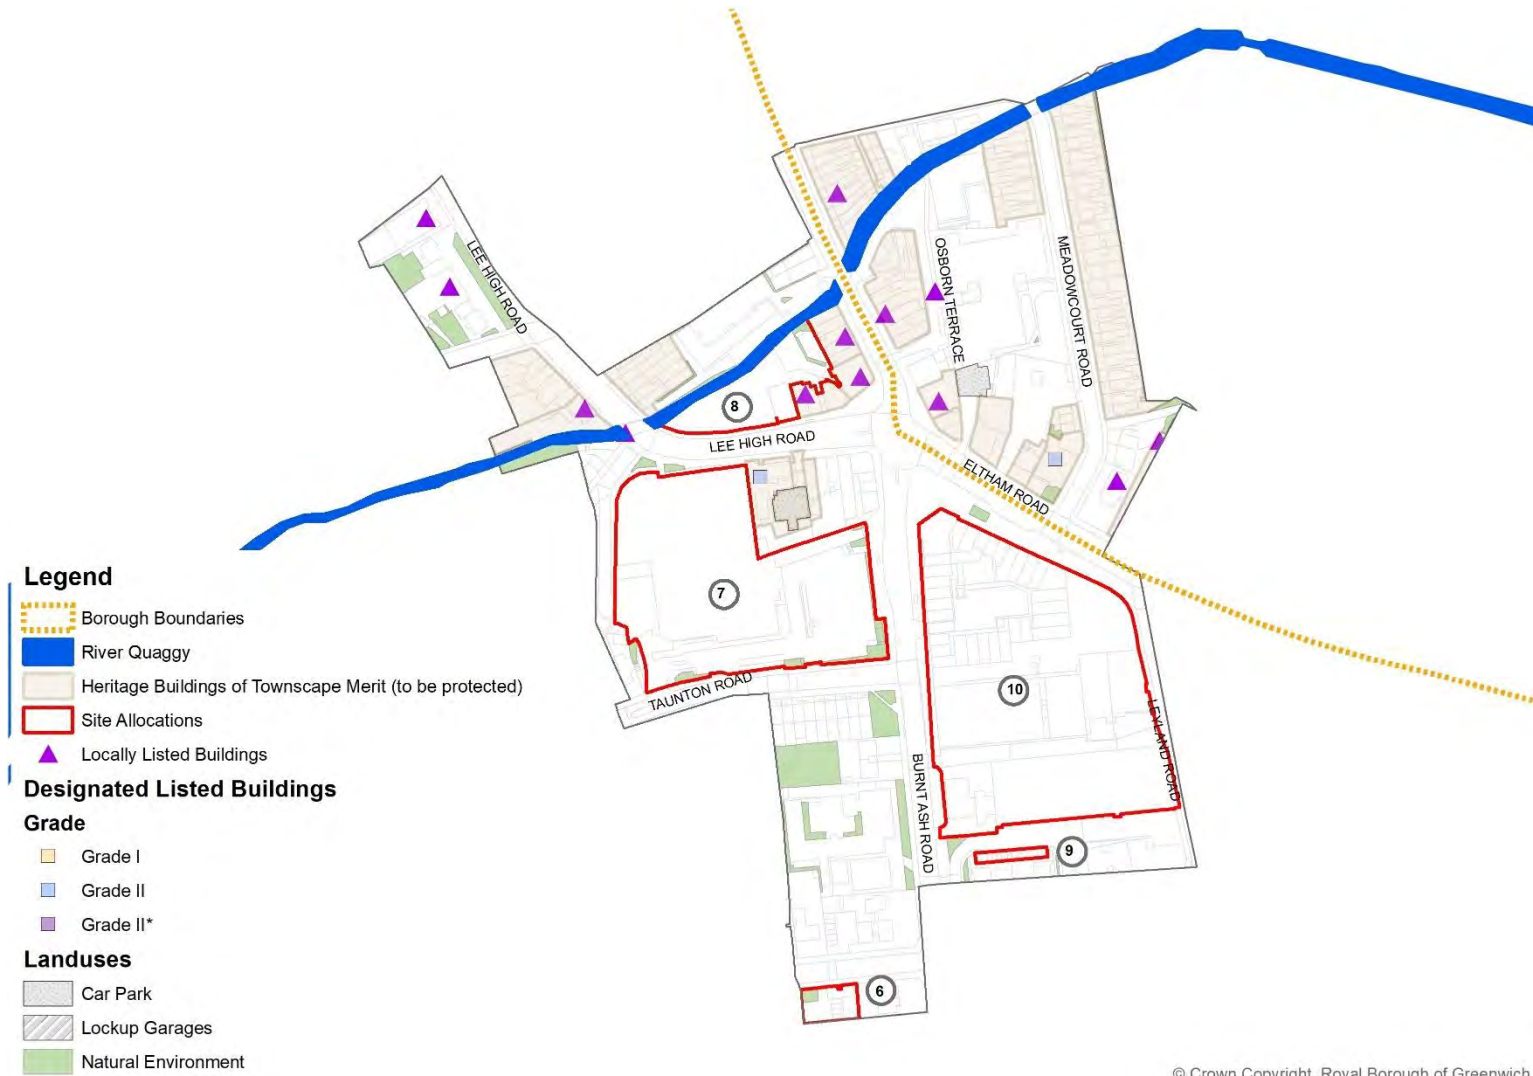 LEE HIGH ROAD
OSBORN TERRACE
MEADOWCOURT ROAD
8
LEE HIGH ROAD
ELTHAM ROAD
7
10
TAUNTON ROAD
LEYLAND ROAD
BURNT ASH ROAD
9
6
Legend
Borough Boundaries
River Quaggy
Heritage Buildings of Townscape Merit (to be protected)
Site Allocations
Locally Listed Buildings
Designated Listed Buildings
Grade
Grade I
Grade II
Grade II*
Landuses
Car Park
Lockup Garages
Natural Environment
© Crown Copyright, Royal Borough of Greenwich